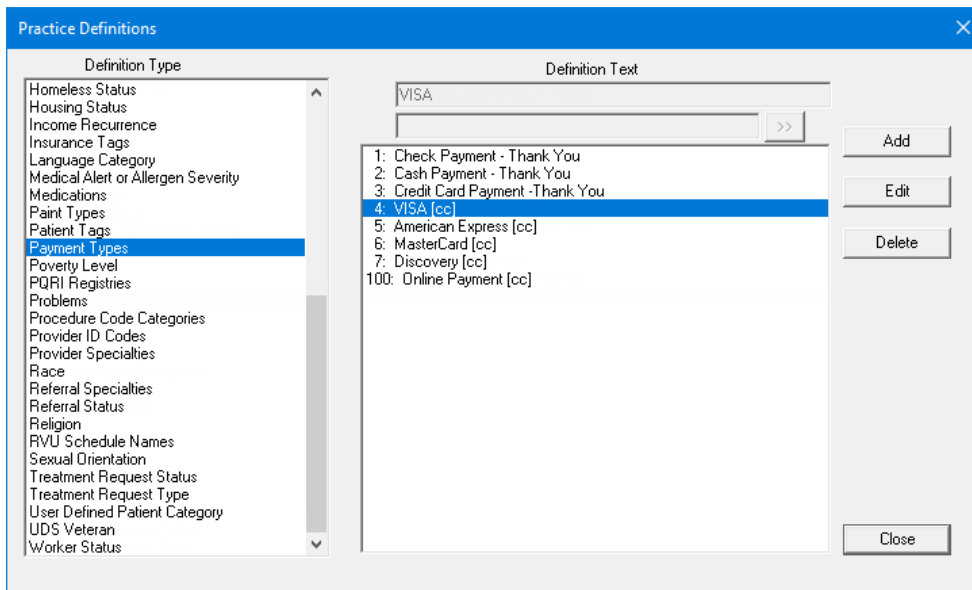 Practice Definitions
Definition Type
Homeless Status
Housing Status
Income Recurrence
Insurance Tags
Language Category
Medical Alert or Allergen Severity
Medications
Paint Types
Patient Tags
Payment Types
Poverty Level
PQRI Registries
Problems
Procedure Code Categories
Provider ID Codes
Provider Specialties
Race
Referral Specialties
Referral Status
Religion
RVU Schedule Names
Sexual Orientation
Treatment Request Status
Treatment Request Type
User Defined Patient Category
UDS Veteran
Worker Status
Definition Text
VISA
>>
1: Check Payment - Thank You
2: Cash Payment - Thank You
3: Credit Card Payment -Thank You
4: VISA [cc]
5: American Express [cc]
6: MasterCard [cc]
7: Discovery [cc]
100: Online Payment [cc]
Add
Edit
Delete
Close